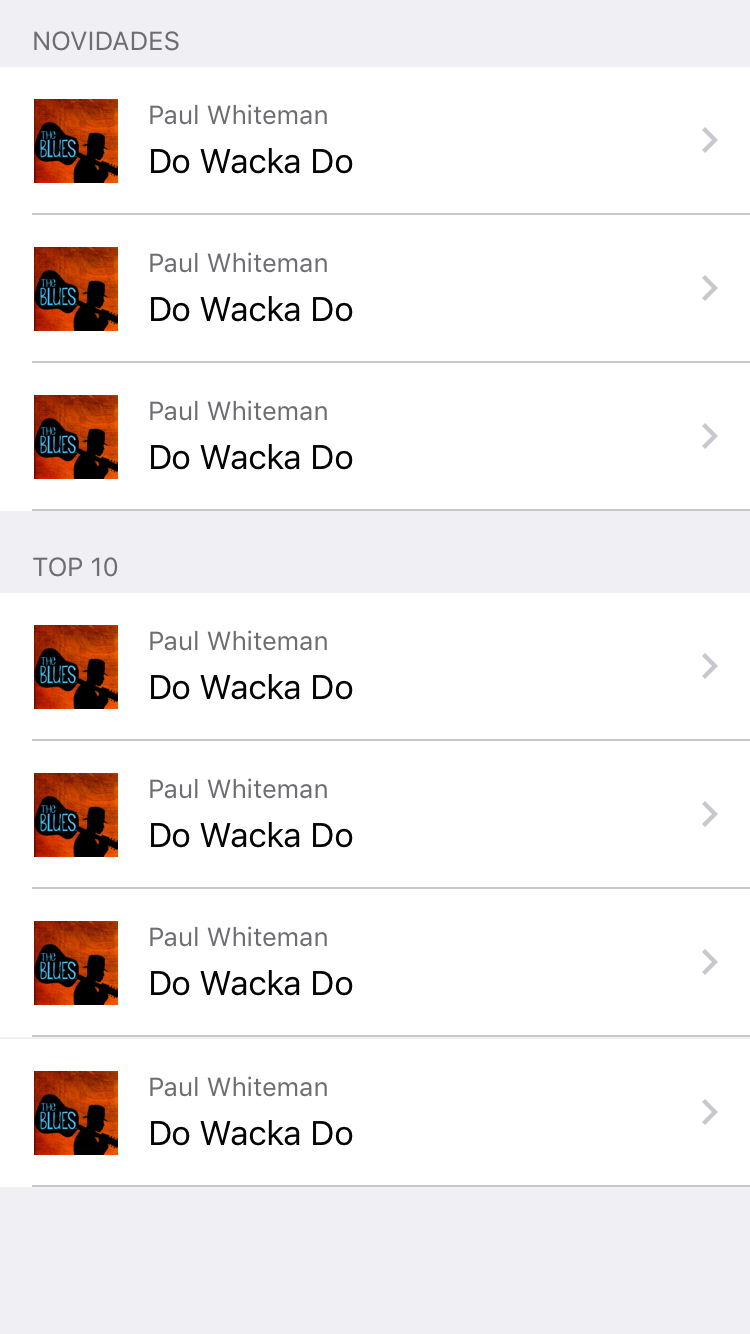 NOVIDADES
THE
BLUES
Paul Whiteman
Do Wacka Do
THE
BLUES
Paul Whiteman
Do Wacka Do
THE
BLUES
Paul Whiteman
Do Wacka Do
TOP 10
THE
BLUES
Paul Whiteman
Do Wacka Do
THE
BLUES
Paul Whiteman
Do Wacka Do
THE
BLUES
Paul Whiteman
Do Wacka Do
THE
BLUES
Paul Whiteman
Do Wacka Do